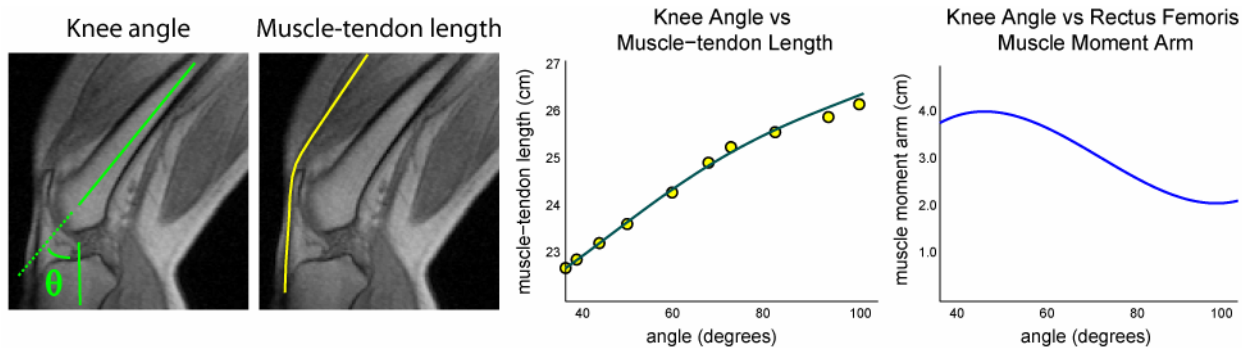 Knee angle
θ
Muscle-tendon length
Knee Angle vs
Muscle−tendon Length
muscle−tendon length (cm)
27
26
25
24
23
40
60
80
100
angle (degrees)
Knee Angle vs Rectus Femoris
Muscle Moment Arm
muscle moment arm (cm)
4.0
3.0
2.0
1.0
40
60
80
100
angle (degrees)